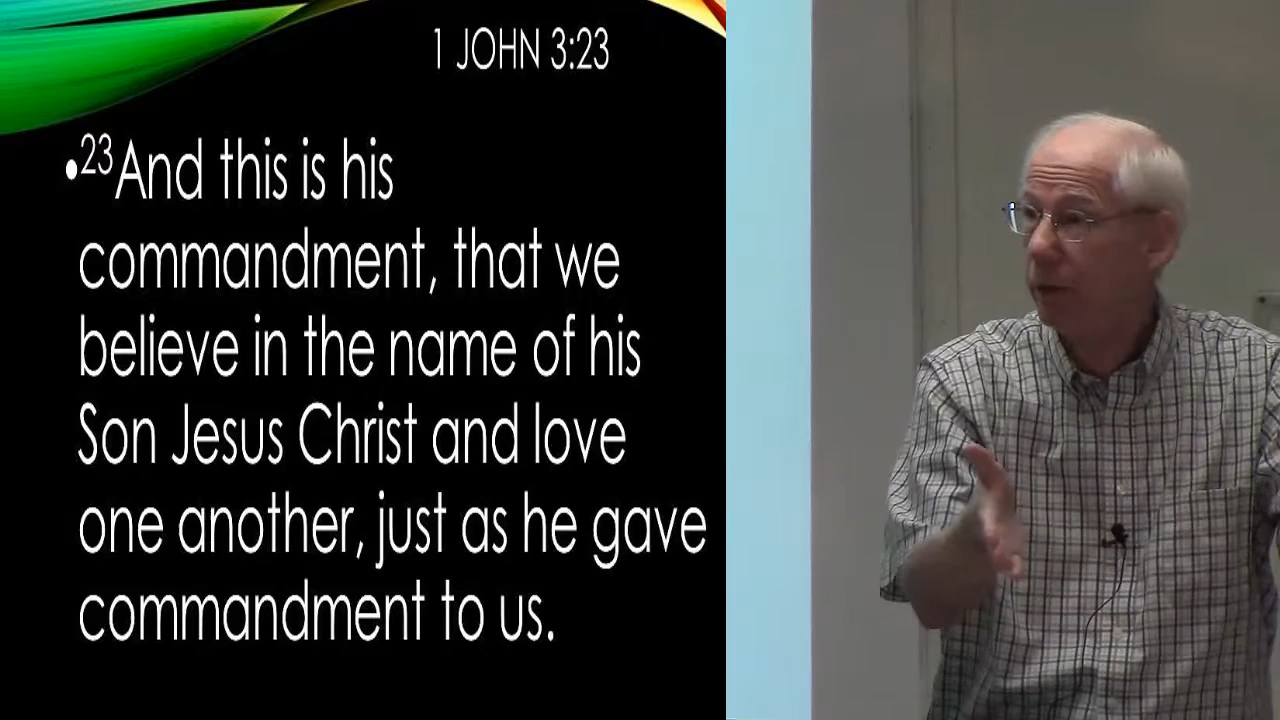 1 JOHN 3:23
•²³And this is his
commandment, that we
believe in the name of his
Son Jesus Christ and love
one another, just as he gave
commandment to us.